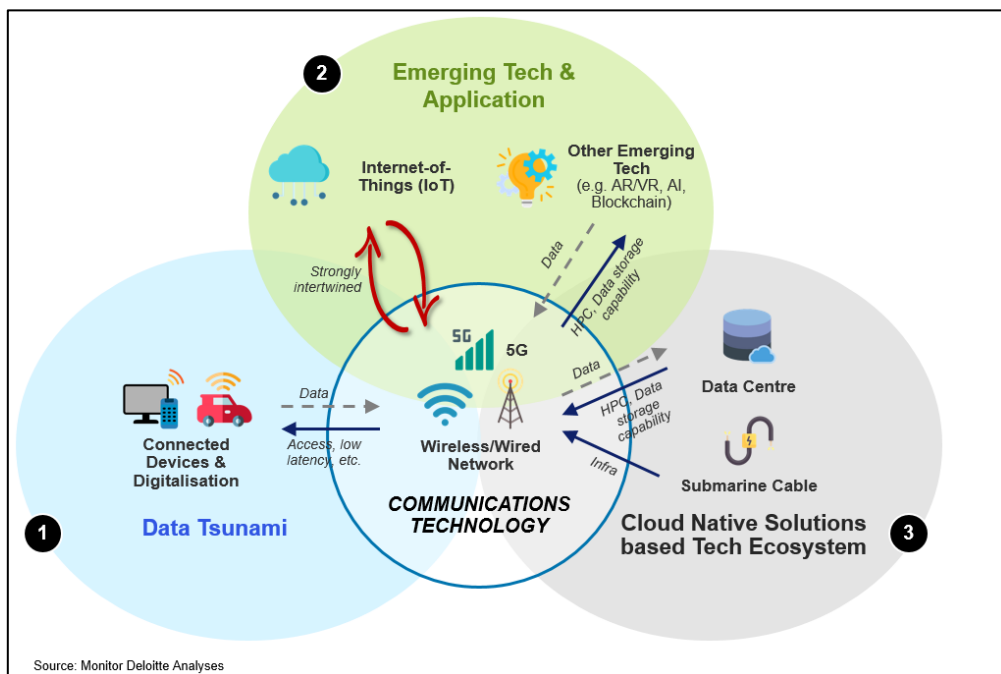 2
Emerging Tech &
Application
Internet-of-
Things (IoT)
Other Emerging
Tech
(e.g. AR/VR, AI,
Blockchain)
Strongly
intertwined
Data
HPC, Data storage
capability
5G
5G
Data
Connected
Devices &
Digitalisation
Access, low
latency, etc.
Wireless/Wired
Network
Data
HPC, Data
storage
capability
Infra
Data Centre
Submarine Cable
COMMUNICATIONS
TECHNOLOGY
1
Data Tsunami
Cloud Native Solutions
based Tech Ecosystem
3
Source: Monitor Deloitte Analyses